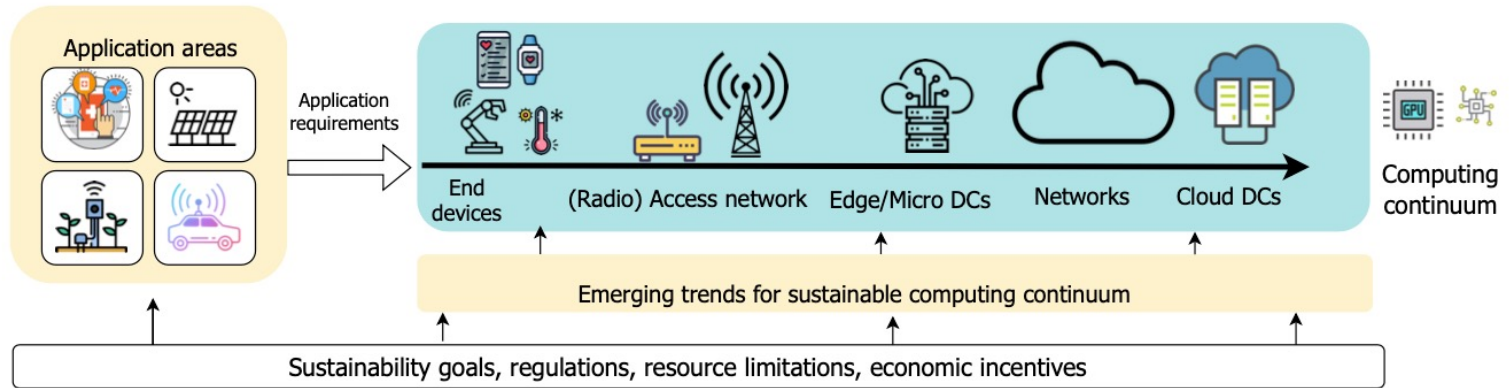 Application areas
Application
requirements
End
devices
(Radio) Access network
Edge/Micro DCs
Networks
Cloud DCs
GPU
Computing
continuum
Emerging trends for sustainable computing continuum
Sustainability goals, regulations, resource limitations, economic incentives